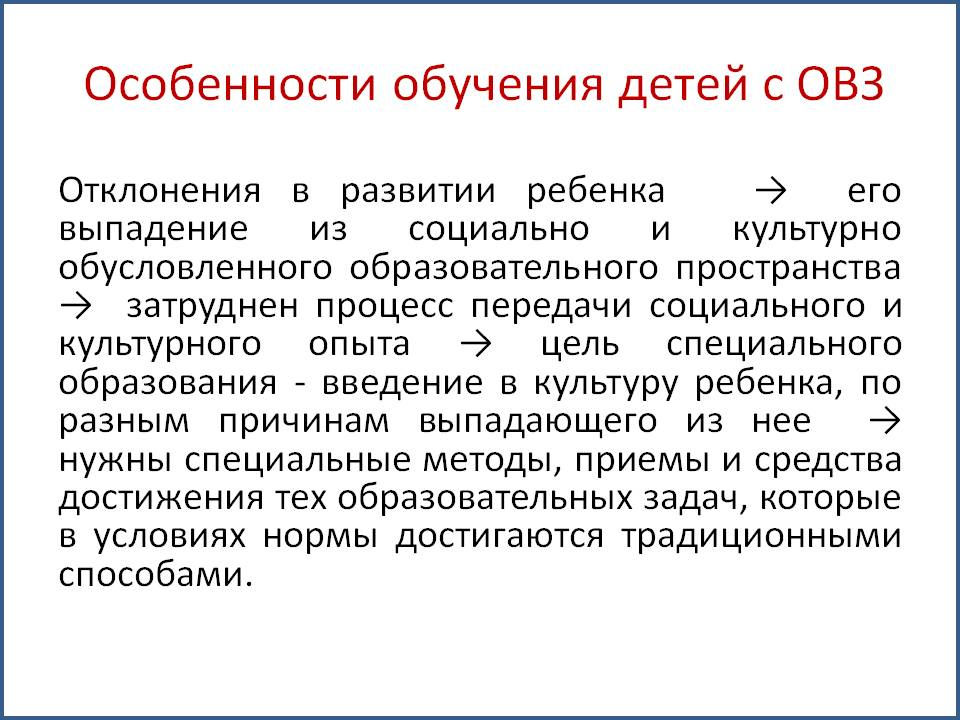 Особенности обучения детей с ОВЗ
Отклонения в развитии ребенка → его
выпадение из социально и культурно
обусловленного образовательного пространства
→ затруднен процесс передачи социального и
культурного опыта → цель специального
образования - введение в культуру ребенка, по
разным причинам выпадающего из нее →
нужны специальные методы, приемы и средства
достижения тех образовательных задач, которые
в условиях нормы достигаются традиционными
способами.